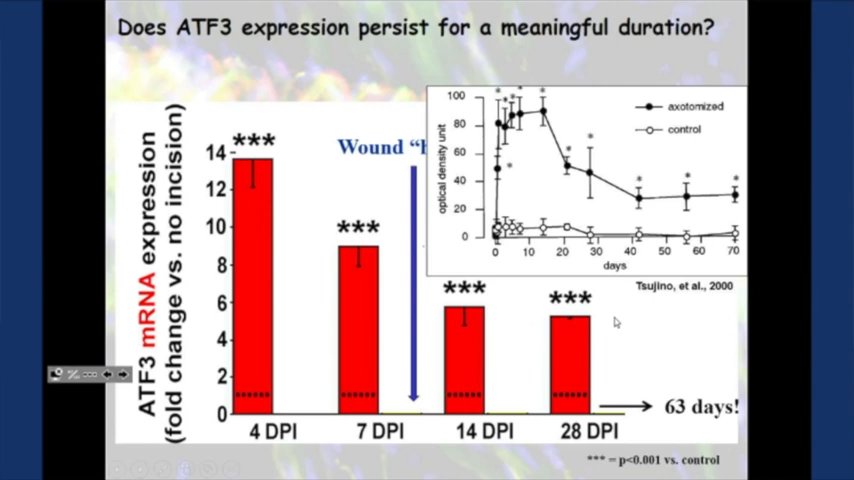 Does ATF3 expression persist for a meaningful duration?
ATF3 mRNA expression
(fold change vs. no incision)
14
12
10
8
6
4
2
0
***
***
***
***
4 DPI
7 DPI
14 DPI
28 DPI
Wound “h
63 days!
*** = p<0.001 vs. control
optical density unit
100
80
60
40
20
0
* * * * * * * * * * *
axotomized
control
0 10 20 30 40 50 60 70
days
Tsujino, et al., 2000